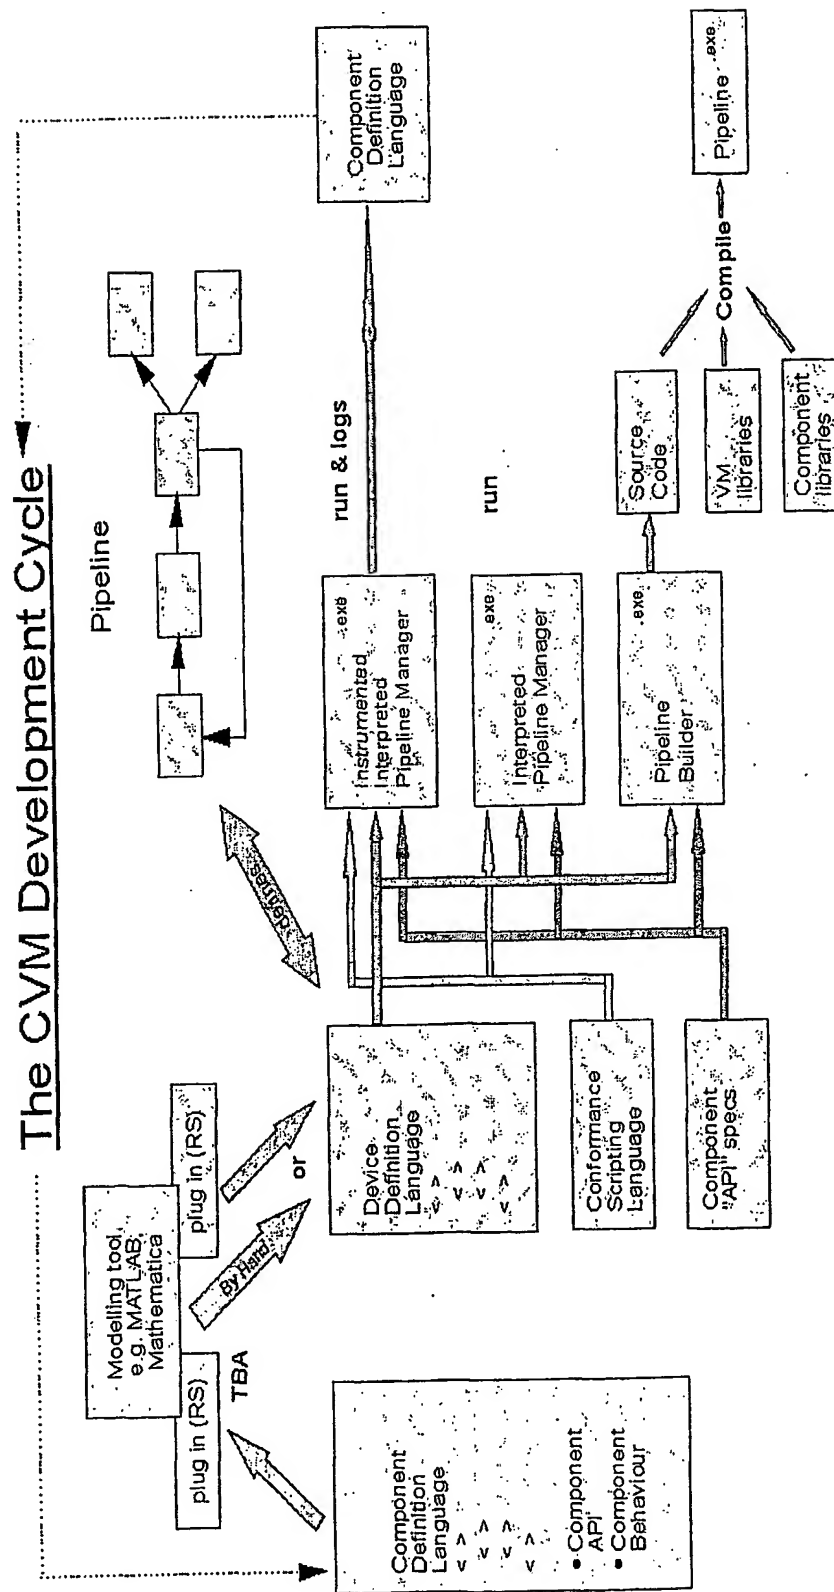 The CVM Development Cycle
Modelling tool
e.g. MATLAB,
Mathematica
plug in (RS)
plug in (RS)
TBA
By Hand
or
defines
Pipeline
Component
Definition
Language
< >
< >
< >
< >
• Component
API
• Component
Behaviour
Device
Definition
Language
< >
< >
< >
< >
Conformance
Scripting
Language
Component
"API" specs
Instrumented
Interpreted
Pipeline Manager
.exe
run & logs
Component
Definition
Language
Interpreted
Pipeline Manager
.exe
run
Pipeline
Builder
.exe
Source
Code
VM
libraries
Component
libraries
Compile
Pipeline
.exe